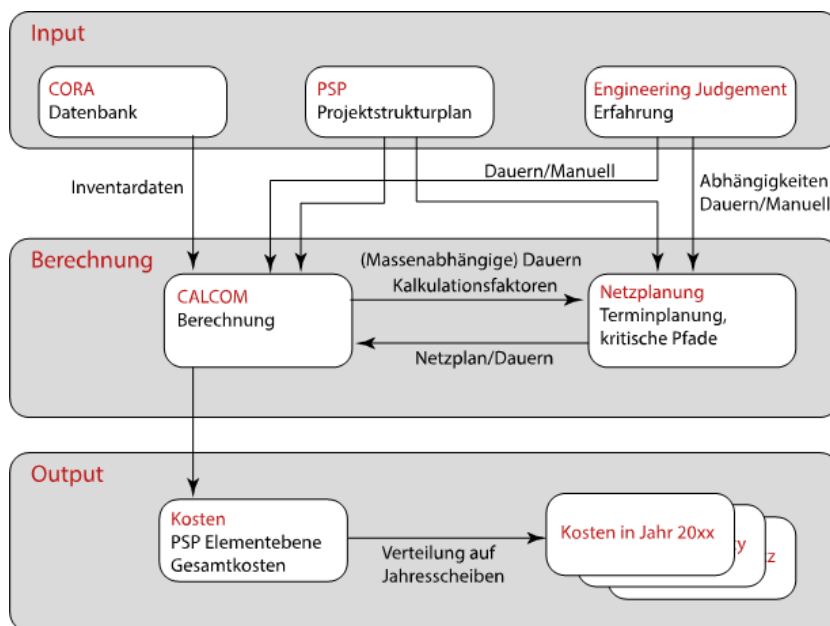 Input
CORA
Datenbank
PSP
Projektstrukturplan
Engineering Judgement
Erfahrung
Inventardaten
Dauern/Manuell
Abhängigkeiten
Dauern/Manuell
Berechnung
CALCOM
Berechnung
(Massenabhängige) Dauern
Kalkulationsfaktoren
Netzplan/Dauern
Netzplanung
Terminplanung,
kritische Pfade
Output
Kosten
PSP Elementebene
Gesamtkosten
Verteilung auf
Jahresscheiben
Kosten in Jahr 20xx
y
z